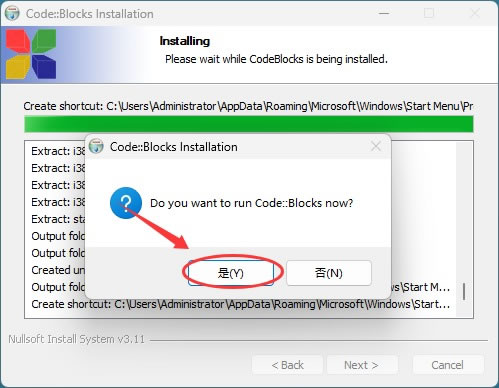 Code::Blocks Installation
Installing
Please wait while CodeBlocks is being installed.
Create shortcut: C:\Users\Administrator\AppData\Roaming\Microsoft\Windows\Start Menu\Pr
Extract: i38
Extract: i38
Extract: i38
Extract: i38
Extract: sta
Output fold
Output fold
Created un
Output fold
s\Start M...
Create shortcut: C:\Users\Administrator\AppData\Roaming\Microsoft\Windows\Start...
Code::Blocks Installation
Do you want to run Code::Blocks now?
是(Y)
否(N)
Nullsoft Install System v3.11
< Back
Next >
Cancel